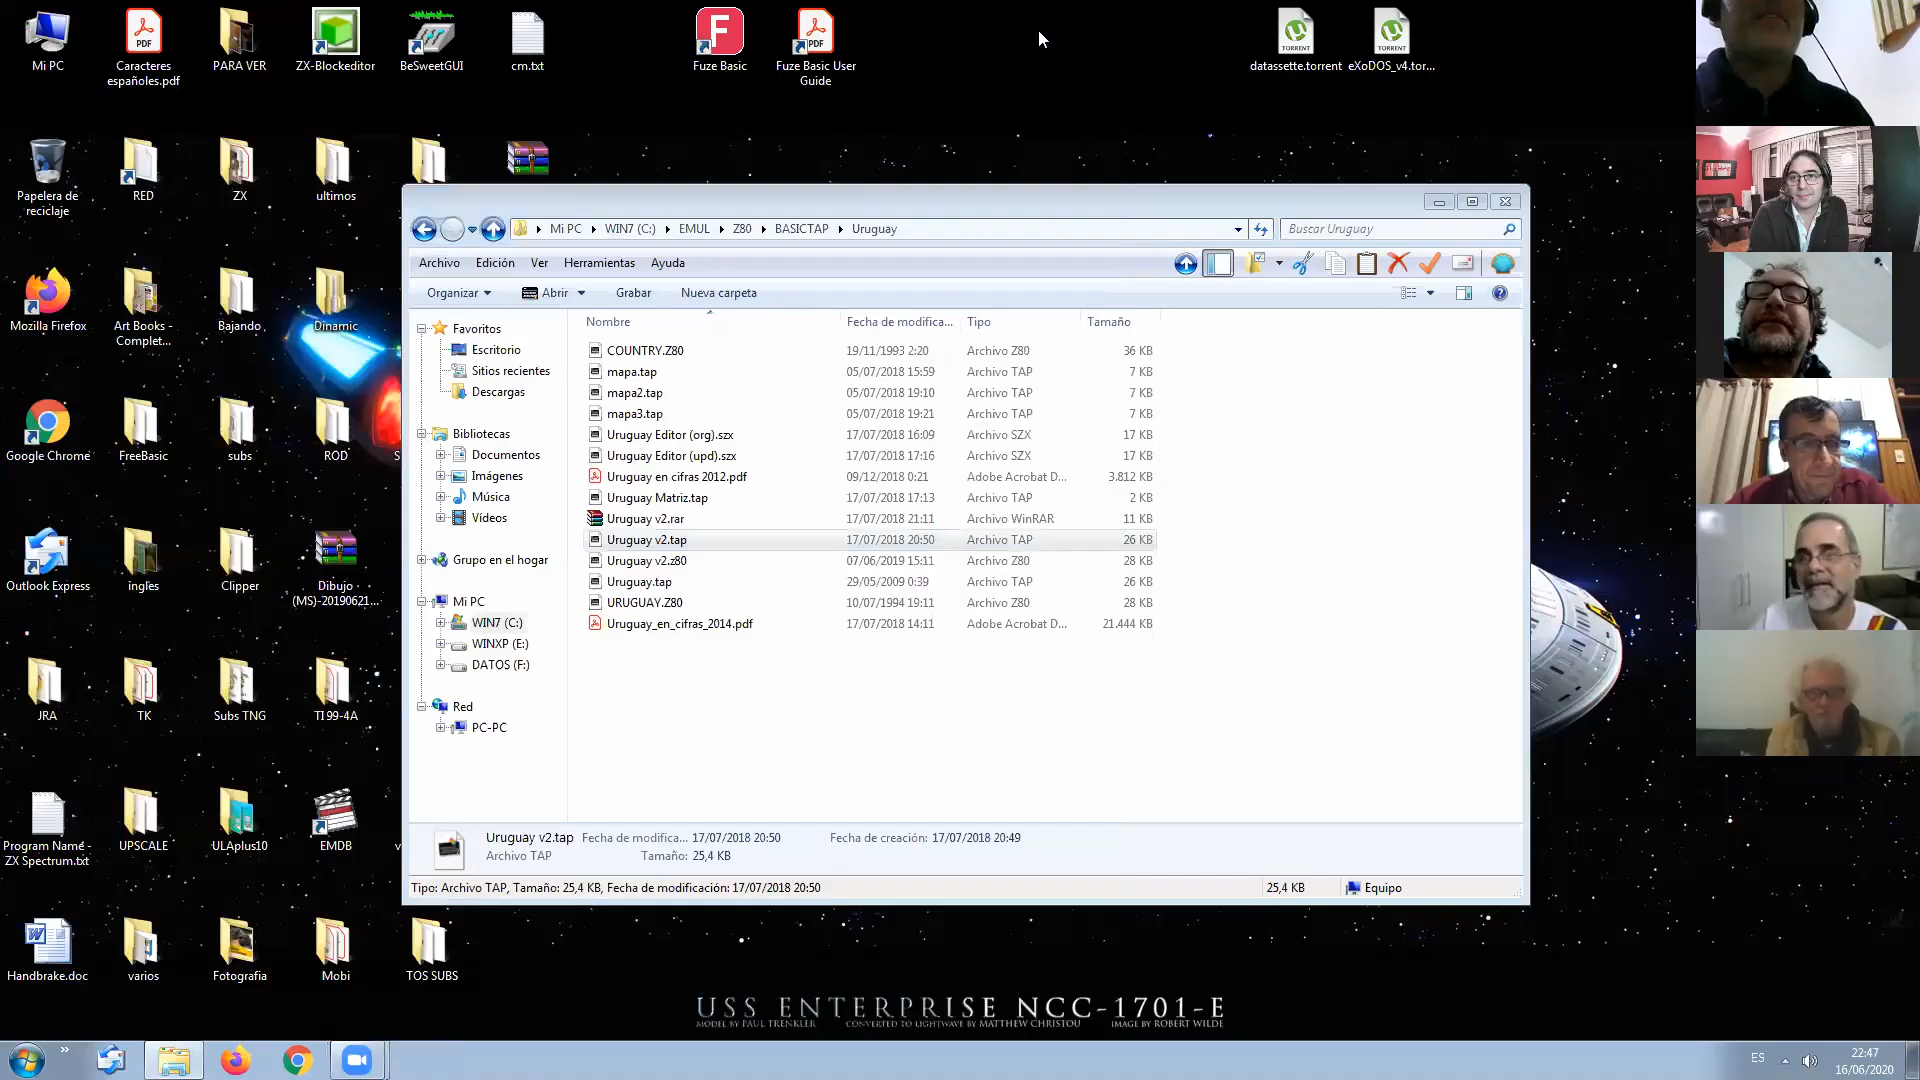 Mi PC
Caracteres españoles.pdf
PARA VER
ZX-Blockeditor
BeSweetGUI
cm.txt
Fuze Basic
Fuze Basic User Guide
datassette.torrent
eXoDOS_v4.tor...
Papelera de reciclaje
RED
ZX
ultimos
Mozilla Firefox
Art Books - Complet...
Bajando
Dinamic
Google Chrome
FreeBasic
subs
ROD
S
Outlook Express
ingles
Clipper
Dibujo (MS)-20190621...
JRA
TK
Subs TNG
TI99-4A
Program Name - ZX Spectrum.txt
UPSCALE
ULAplus10
EMDB
v
Handbrake.doc
varios
Fotografia
Mobi
TOS SUBS
Mi PC
WIN7 (C:)
EMUL
Z80
BASICTAP
Uruguay
Buscar Uruguay
Archivo Edición Ver Herramientas Ayuda
Organizar Abrir Grabar Nueva carpeta
Favoritos
Escritorio
Sitios recientes
Descargas
Bibliotecas
Documentos
Imágenes
Música
Vídeos
Grupo en el hogar
Mi PC
WIN7 (C:)
WINXP (E:)
DATOS (F:)
Red
PC-PC
Nombre Fecha de modifica... Tipo Tamaño
COUNTRY.Z80 19/11/1993 2:20 Archivo Z80 36 KB
mapa.tap 05/07/2018 15:59 Archivo TAP 7 KB
mapa2.tap 05/07/2018 19:10 Archivo TAP 7 KB
mapa3.tap 05/07/2018 19:21 Archivo TAP 7 KB
Uruguay Editor (org).szx 17/07/2018 16:09 Archivo SZX 17 KB
Uruguay Editor (upd).szx 17/07/2018 17:16 Archivo SZX 17 KB
Uruguay en cifras 2012.pdf 09/12/2018 0:21 Adobe Acrobat D... 3.812 KB
Uruguay Matriz.tap 17/07/2018 17:13 Archivo TAP 2 KB
Uruguay v2.rar 17/07/2018 21:11 Archivo WinRAR 11 KB
Uruguay v2.tap 17/07/2018 20:50 Archivo TAP 26 KB
Uruguay v2.z80 07/06/2019 15:11 Archivo Z80 28 KB
Uruguay.tap 29/05/2009 0:39 Archivo TAP 26 KB
URUGUAY.Z80 10/07/1994 19:11 Archivo Z80 28 KB
Uruguay_en_cifras_2014.pdf 17/07/2018 14:11 Adobe Acrobat D... 21.444 KB
Uruguay v2.tap Fecha de modifica... 17/07/2018 20:50 Fecha de creación: 17/07/2018 20:49
Archivo TAP Tamaño: 25,4 KB
Tipo: Archivo TAP, Tamaño: 25,4 KB, Fecha de modificación: 17/07/2018 20:50 25,4 KB Equipo
USS ENTERPRISE NCC-1701-E
MODEL BY PAUL TRENKLER CONVERTED TO LIGHTWAVE BY MATTHEW CHRISTOU IMAGE BY ROBERT WILDE
ES
22:47
16/06/2020